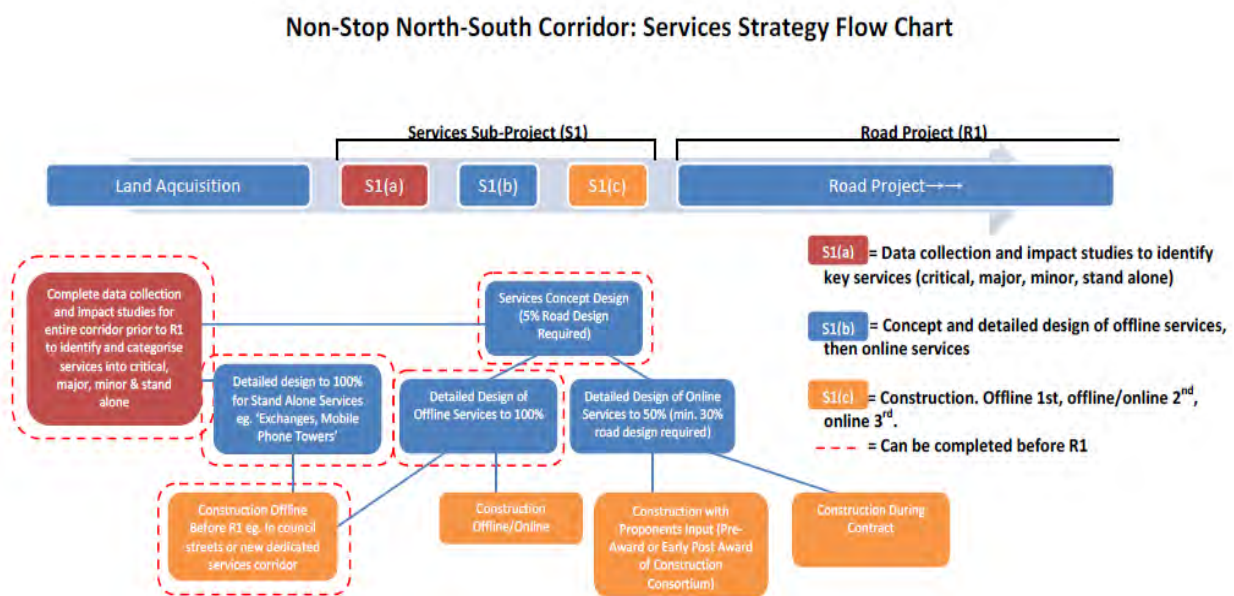 Non-Stop North-South Corridor: Services Strategy Flow Chart
Services Sub-Project (S1)
Road Project (R1)
Land Aqcuisition
S1(a)
S1(b)
S1(c)
Road Project→→
S1(a) = Data collection and impact studies to identify
key services (critical, major, minor, stand alone)
S1(b) = Concept and detailed design of offline services,
then online services
S1(c) = Construction. Offline 1st, offline/online 2nd,
online 3rd.
= Can be completed before R1
Complete data collection
and impact studies for
entire corridor prior to R1
to identify and categorise
services into critical,
major, minor & stand
alone
Services Concept Design
(5% Road Design
Required)
Detailed design to 100%
for Stand Alone Services
eg. 'Exchanges, Mobile
Phone Towers'
Detailed Design of
Offline Services to 100%
Detailed Design of Online
Services to 50% (min. 30%
road design required)
Construction Offline
Before R1 eg. In council
streets or new dedicated
services corridor
Construction
Offline/Online
Construction with
Proponents Input (Pre-
Award or Early Post Award
of Construction
Consortium)
Construction During
Contract